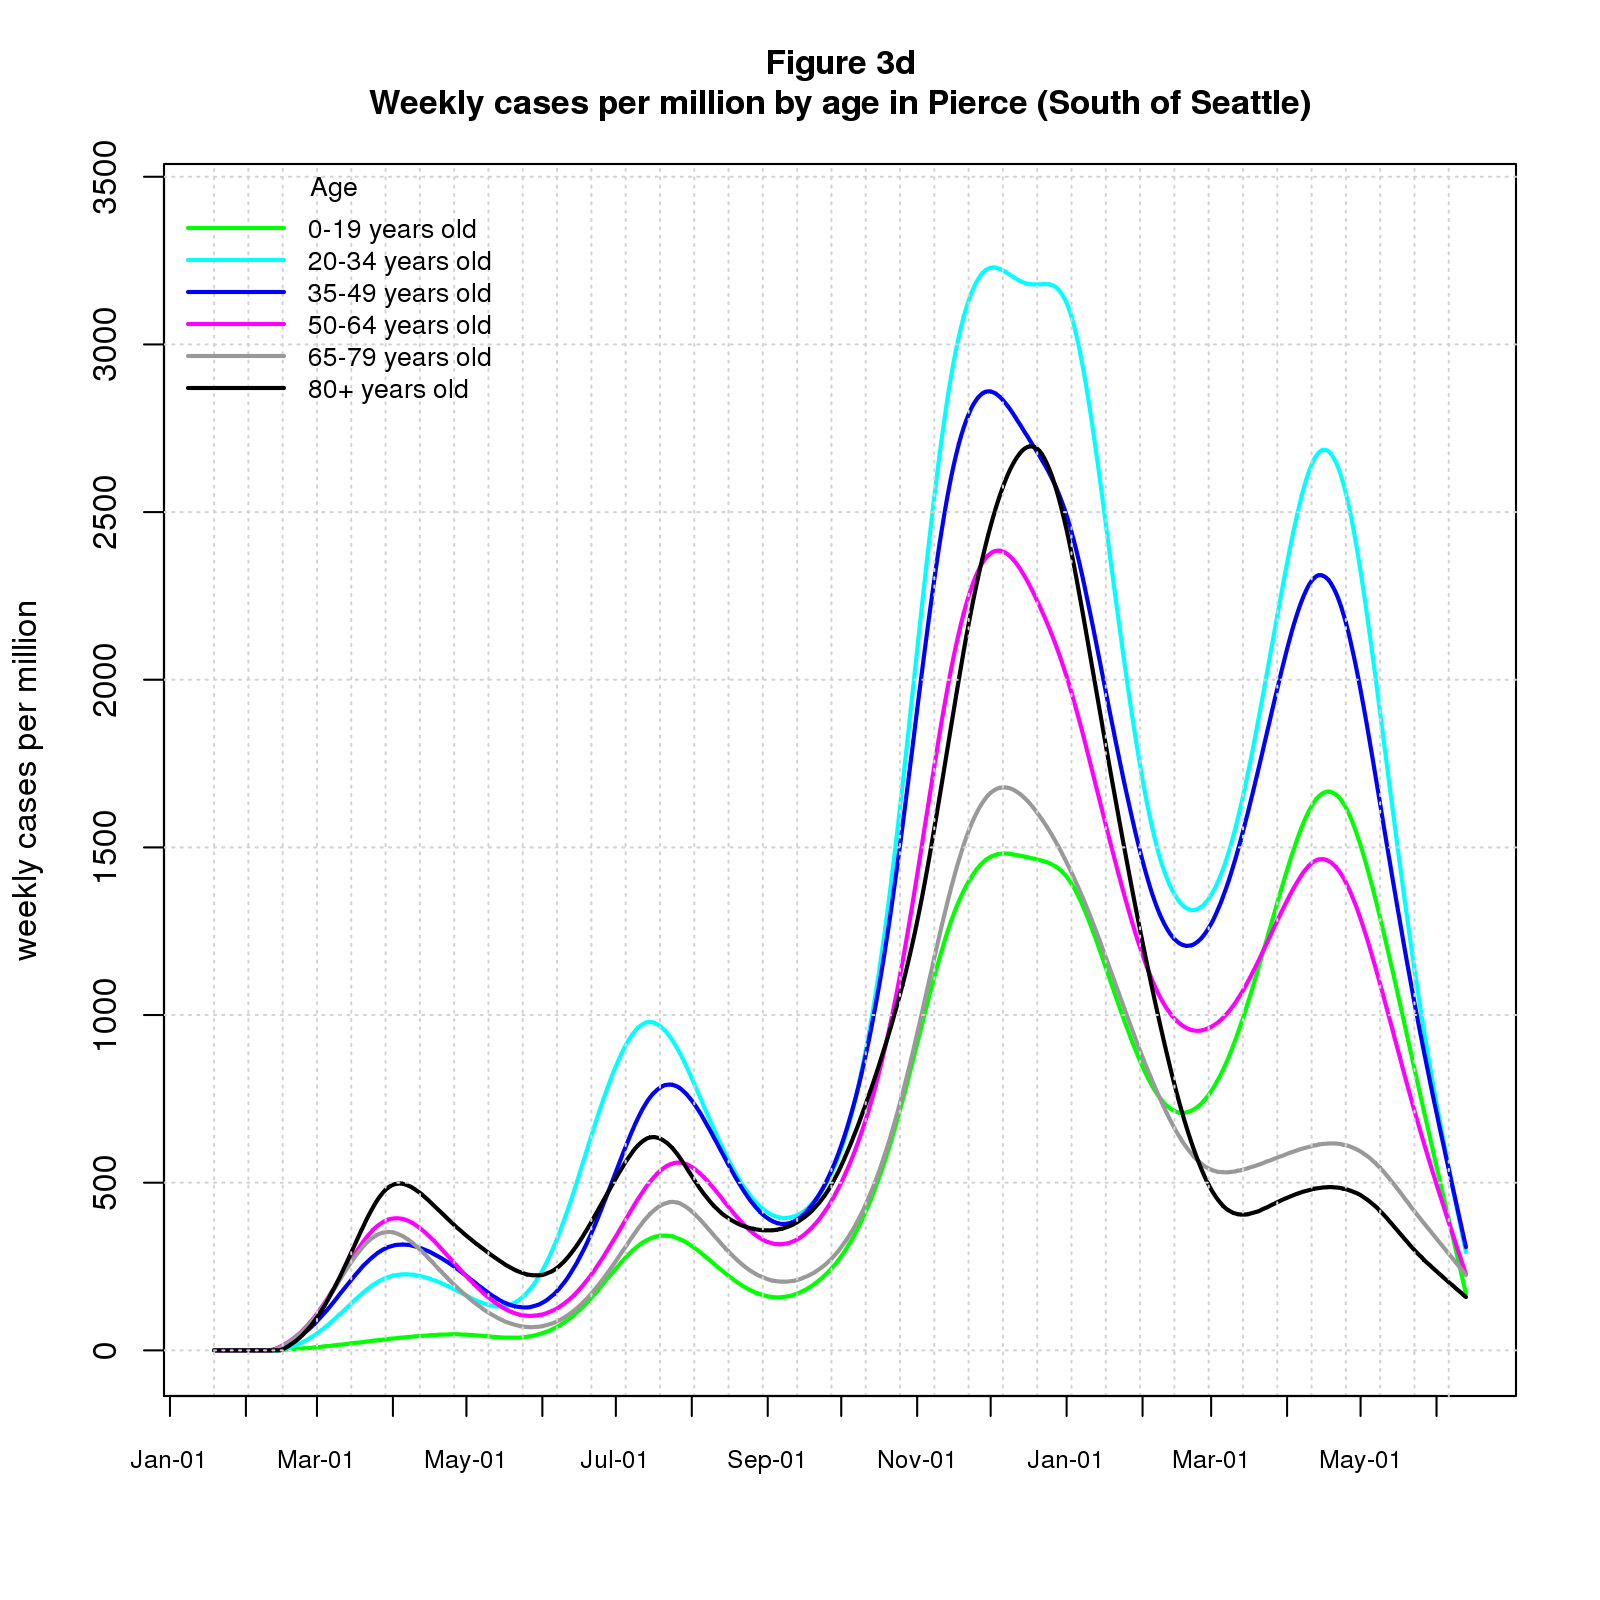 Figure 3d
Weekly cases per million by age in Pierce (South of Seattle)
Age
0-19 years old
20-34 years old
35-49 years old
50-64 years old
65-79 years old
80+ years old
weekly cases per million
3500
3000
2500
2000
1500
1000
500
0
Jan-01 Mar-01 May-01 Jul-01 Sep-01 Nov-01 Jan-01 Mar-01 May-01